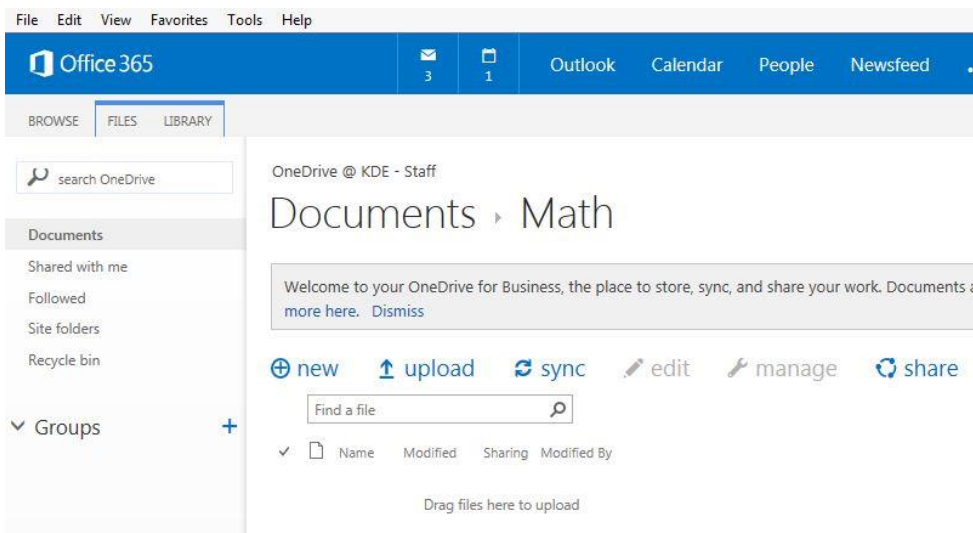 File Edit View Favorites Tools Help
Office 365 3 1 Outlook Calendar People Newsfeed
BROWSE FILES LIBRARY
search OneDrive
Documents
Shared with me
Followed
Site folders
Recycle bin
Groups +
OneDrive @ KDE - Staff
Documents Math
Welcome to your OneDrive for Business, the place to store, sync, and share your work. Documents a
more here. Dismiss
new upload sync edit manage share
Find a file
Name Modified Sharing Modified By
Drag files here to upload